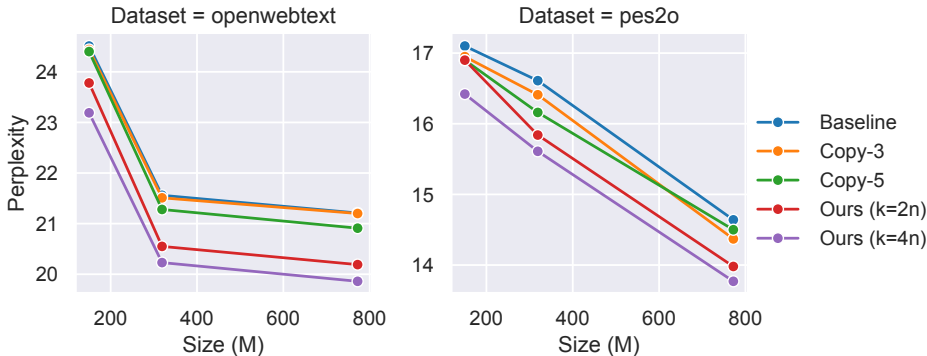 Dataset = openwebtext
Dataset = pes2o
Perplexity
24
23
22
21
20
17
16
15
14
200
400
600
800
200
400
600
800
Size (M)
Size (M)
Baseline
Copy-3
Copy-5
Ours (k=2n)
Ours (k=4n)